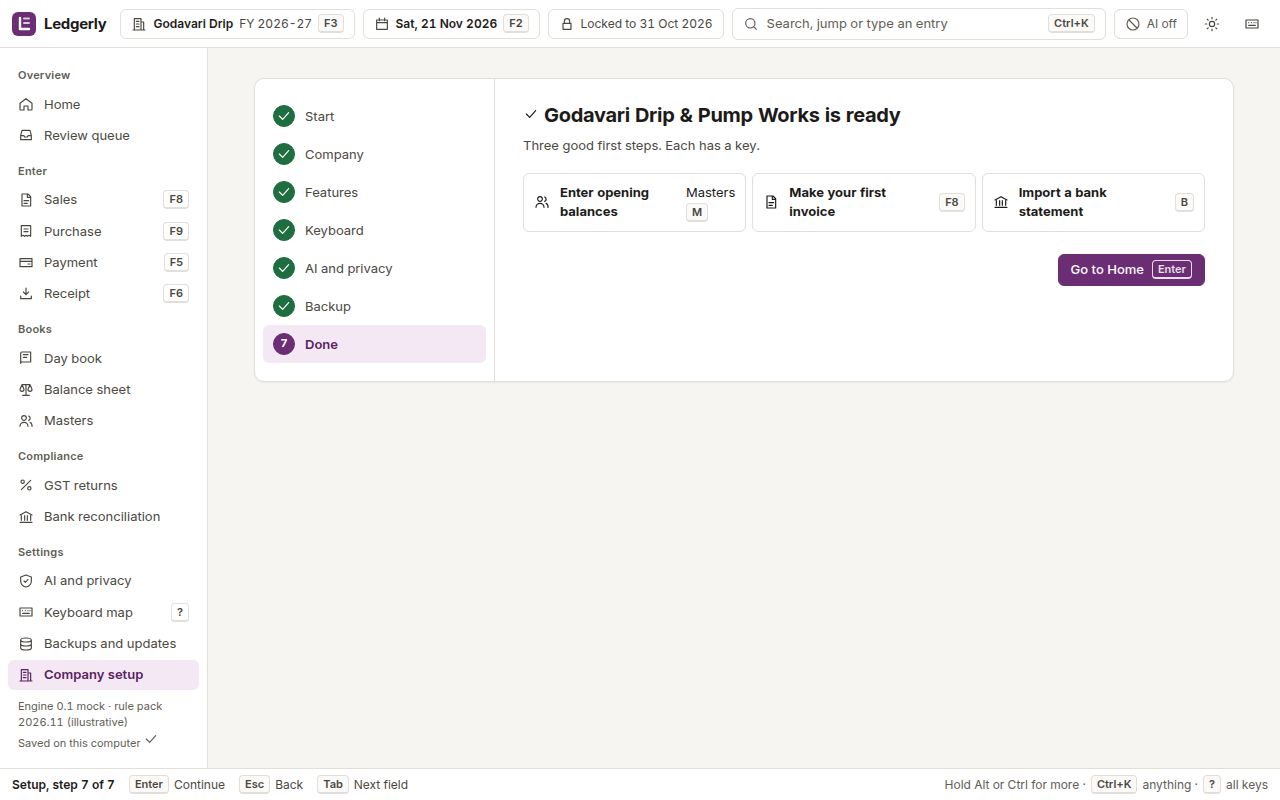 Ledgerly
Godavari Drip FY 2026-27 F3
Sat, 21 Nov 2026 F2
Locked to 31 Oct 2026
Search, jump or type an entry Ctrl+K
AI off
Overview
Home
Review queue
Enter
Sales F8
Purchase F9
Payment F5
Receipt F6
Books
Day book
Balance sheet
Masters
Compliance
GST returns
Bank reconciliation
Settings
AI and privacy
Keyboard map ?
Backups and updates
Company setup
Engine 0.1 mock · rule pack
2026.11 (illustrative)
Saved on this computer
Start
Company
Features
Keyboard
AI and privacy
Backup
7 Done
Godavari Drip & Pump Works is ready
Three good first steps. Each has a key.
Enter opening
balances
Masters
M
Make your first
invoice
F8
Import a bank
statement
B
Go to Home Enter
Setup, step 7 of 7 Enter Continue Esc Back Tab Next field
Hold Alt or Ctrl for more · Ctrl+K anything · ? all keys